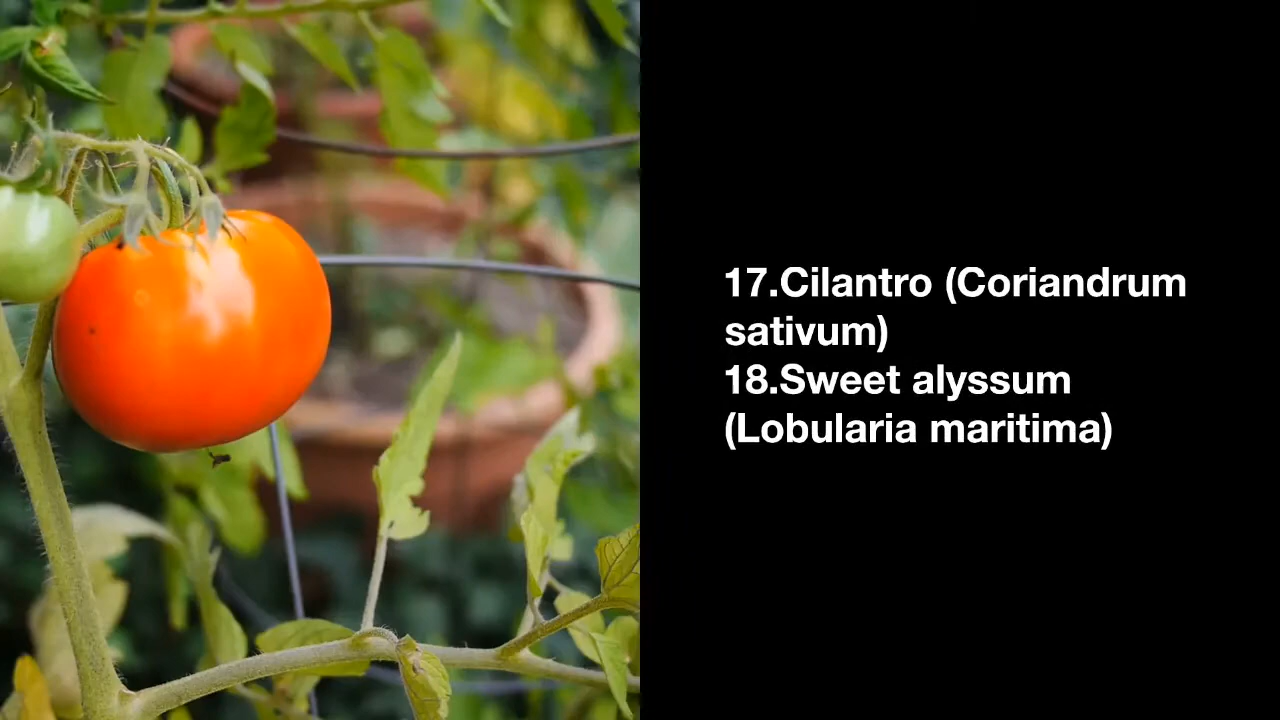 17.Cilantro (Coriandrum
sativum)
18.Sweet alyssum
(Lobularia maritima)